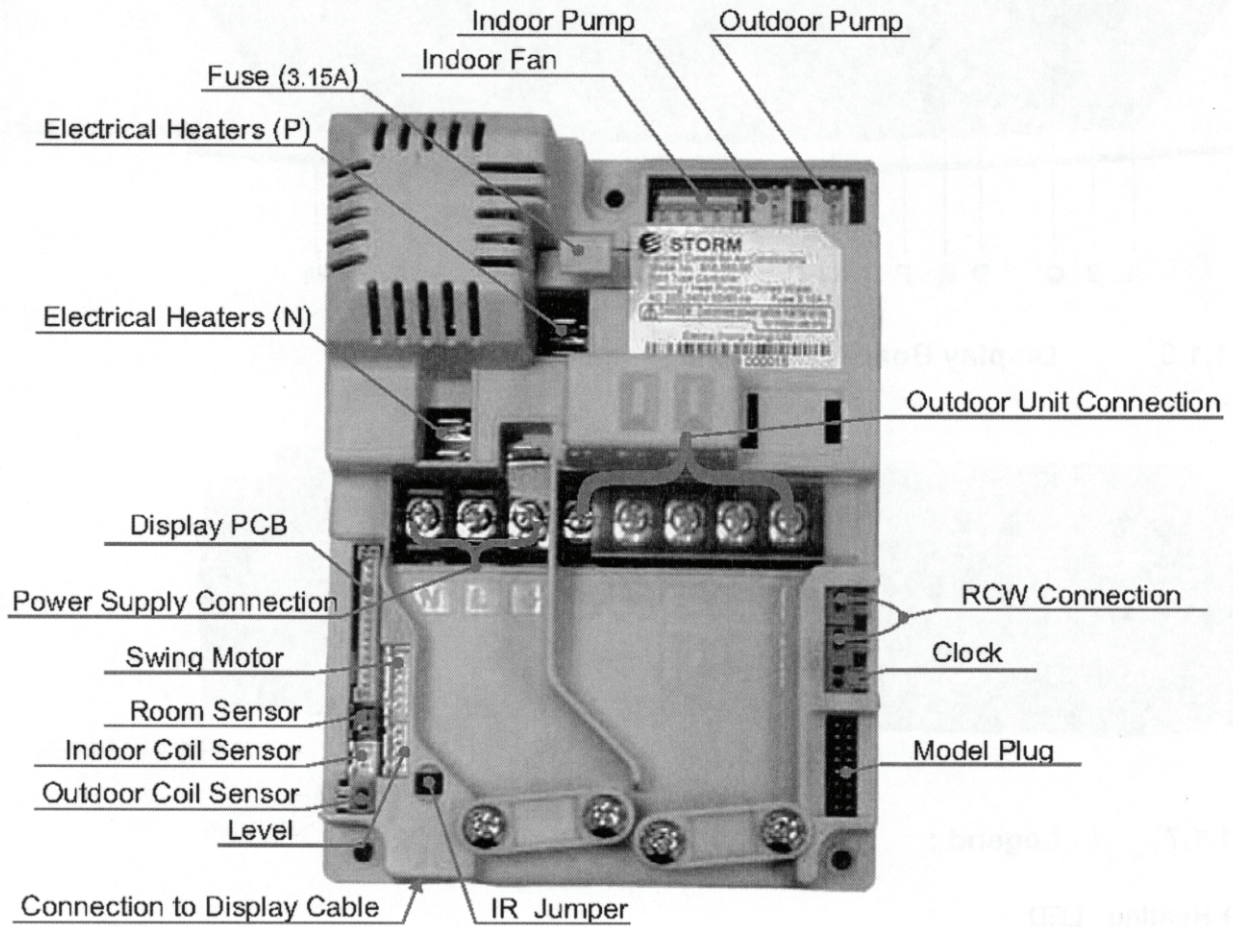 Indoor Pump
Outdoor Pump
Indoor Fan
Fuse (3.15A)
Electrical Heaters (P)
STORM
Electrical Heaters (N)
000015
Outdoor Unit Connection
Display PCB
Power Supply Connection
N
RCW Connection
Swing Motor
Clock
Room Sensor
Indoor Coil Sensor
Model Plug
Outdoor Coil Sensor
Level
Connection to Display Cable
IR Jumper